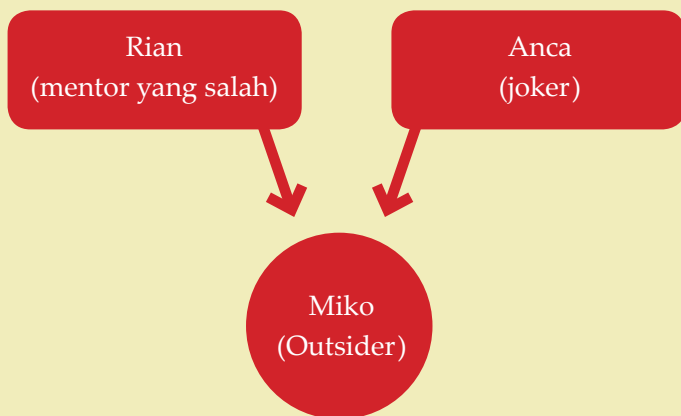 Rian
(mentor yang salah)
Anca
(joker)
Miko
(Outsider)